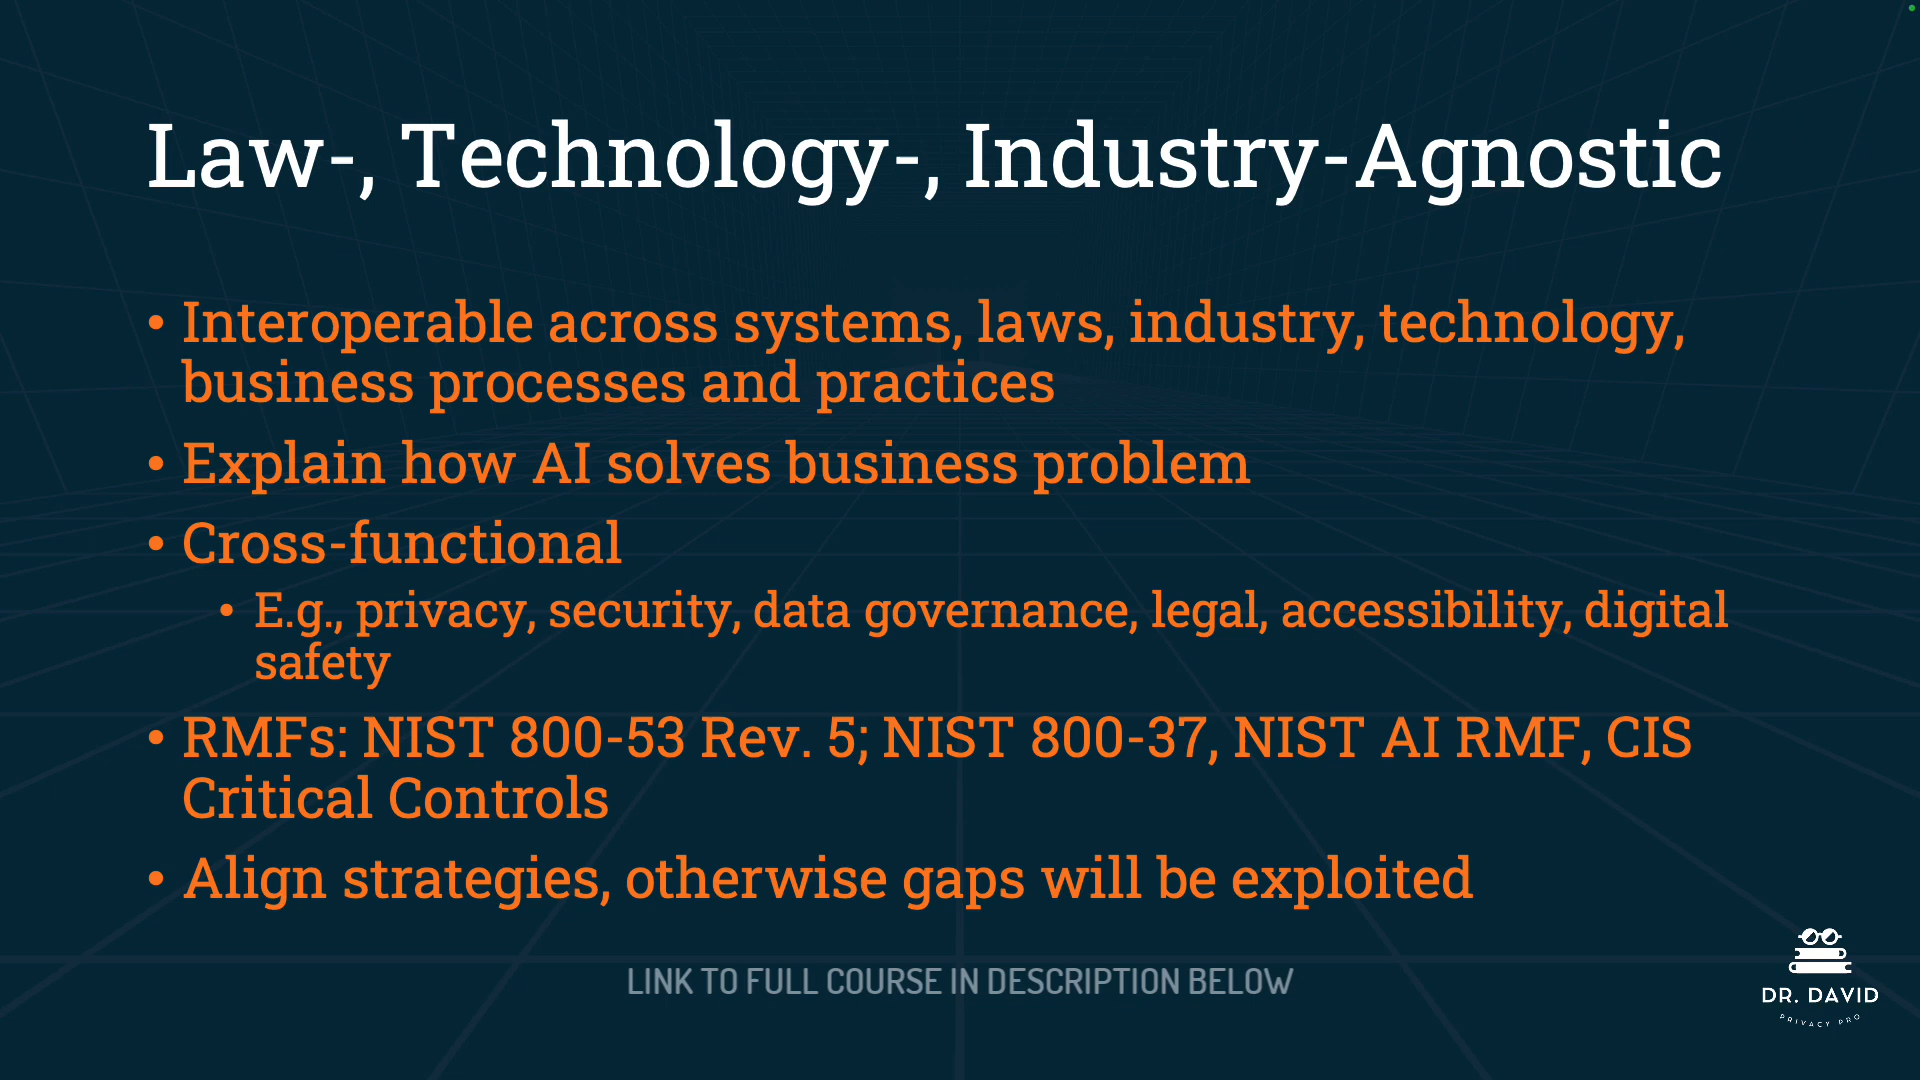 Law-, Technology-, Industry-Agnostic
• Interoperable across systems, laws, industry, technology,
business processes and practices
• Explain how AI solves business problem
• Cross-functional
• E.g., privacy, security, data governance, legal, accessibility, digital
safety
• RMFs: NIST 800-53 Rev. 5; NIST 800-37, NIST AI RMF, CIS
Critical Controls
• Align strategies, otherwise gaps will be exploited
LINK TO FULL COURSE IN DESCRIPTION BELOW
DR. DAVID
PRIVACY PRO